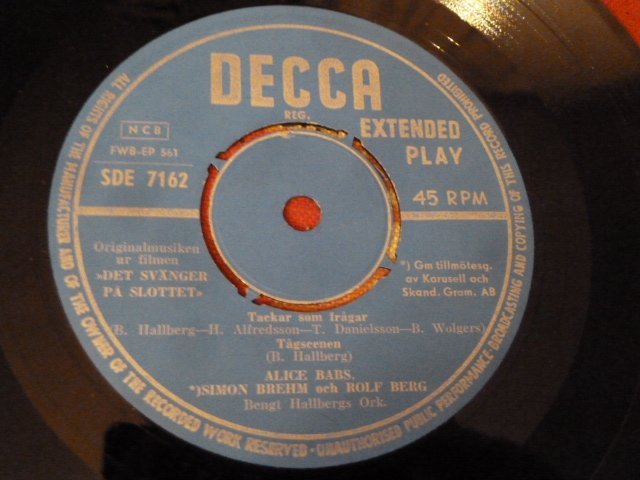 DECCA
REG.
EXTENDED
PLAY
NCB
FWB-EP 561
SDE 7162
45 RPM
Originalmusiken
ur filmen
»DET SVÄNGER
PÅ SLOTTET»
*) Gm tillmötesg.
av Karusell och
Skand. Gram. AB
Tackar som frågar
(B. Hallberg—H. Alfredsson—T. Danielsson—B. Wolgers)
Tågscenen
(B. Hallberg)
ALICE BABS,
*)SIMON BREHM och ROLF BERG
Bengt Hallbergs Ork.
ALL RIGHTS OF THE MANUFACTURER AND OF THE OWNER OF THE RECORDED WORK RESERVED · UNAUTHORISED PUBLIC PERFORMANCE BROADCASTING AND COPYING OF THIS RECORD PROHIBITED